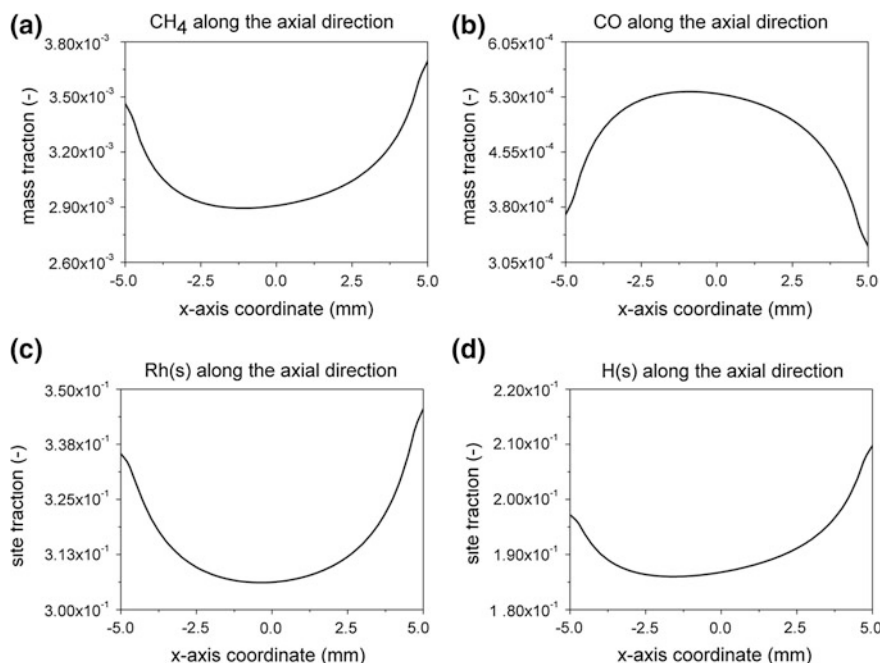 (a) CH4 along the axial direction
3.80x10-3
3.50x10-3
3.20x10-3
2.90x10-3
2.60x10-3
mass fraction (-)
-5.0 -2.5 0.0 2.5 5.0
x-axis coordinate (mm)
(b) CO along the axial direction
6.05x10-4
5.30x10-4
4.55x10-4
3.80x10-4
3.05x10-4
mass fraction (-)
-5.0 -2.5 0.0 2.5 5.0
x-axis coordinate (mm)
(c) Rh(s) along the axial direction
3.50x10-1
3.38x10-1
3.25x10-1
3.13x10-1
3.00x10-1
site fraction (-)
-5.0 -2.5 0.0 2.5 5.0
x-axis coordinate (mm)
(d) H(s) along the axial direction
2.20x10-1
2.10x10-1
2.00x10-1
1.90x10-1
1.80x10-1
site fraction (-)
-5.0 -2.5 0.0 2.5 5.0
x-axis coordinate (mm)